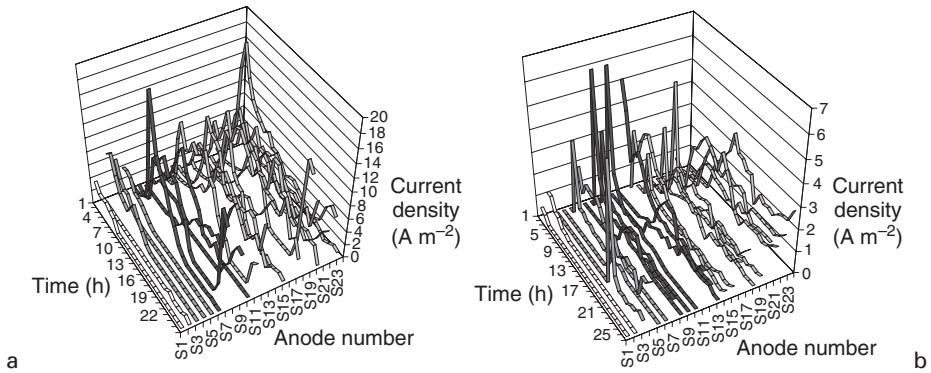 20
18
16
14
12
10
8
6
4
2
0
Current
density
(A m⁻²)
1
4
7
10
13
16
19
22
Time (h)
S1
S3
S5
S7
S9
S11
S13
S15
S17
S19
S21
S23
Anode number
a
7
6
5
4
3
2
1
0
Current
density
(A m⁻²)
1
5
9
13
17
21
25
Time (h)
S1
S3
S5
S7
S9
S11
S13
S15
S17
S19
S21
S23
Anode number
b